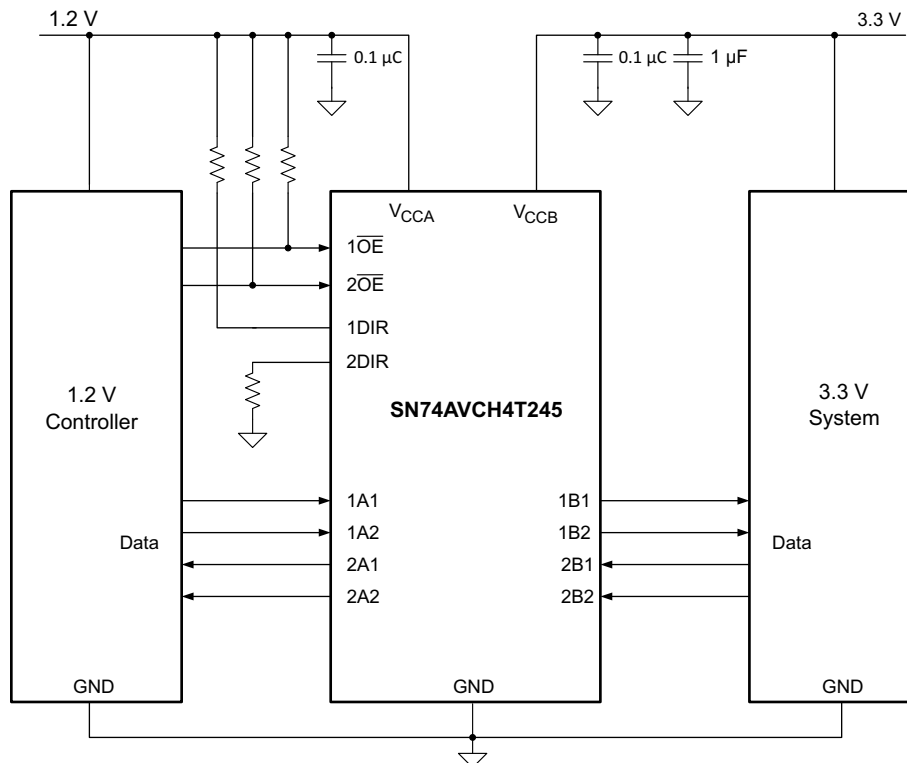 1.2 V
3.3 V
0.1 µC
0.1 µC
1 µF
VCCA
VCCB
1OE
2OE
1DIR
2DIR
SN74AVCH4T245
1.2 V
Controller
3.3 V
System
1A1
1B1
1A2
1B2
Data
Data
2A1
2B1
2A2
2B2
GND
GND
GND